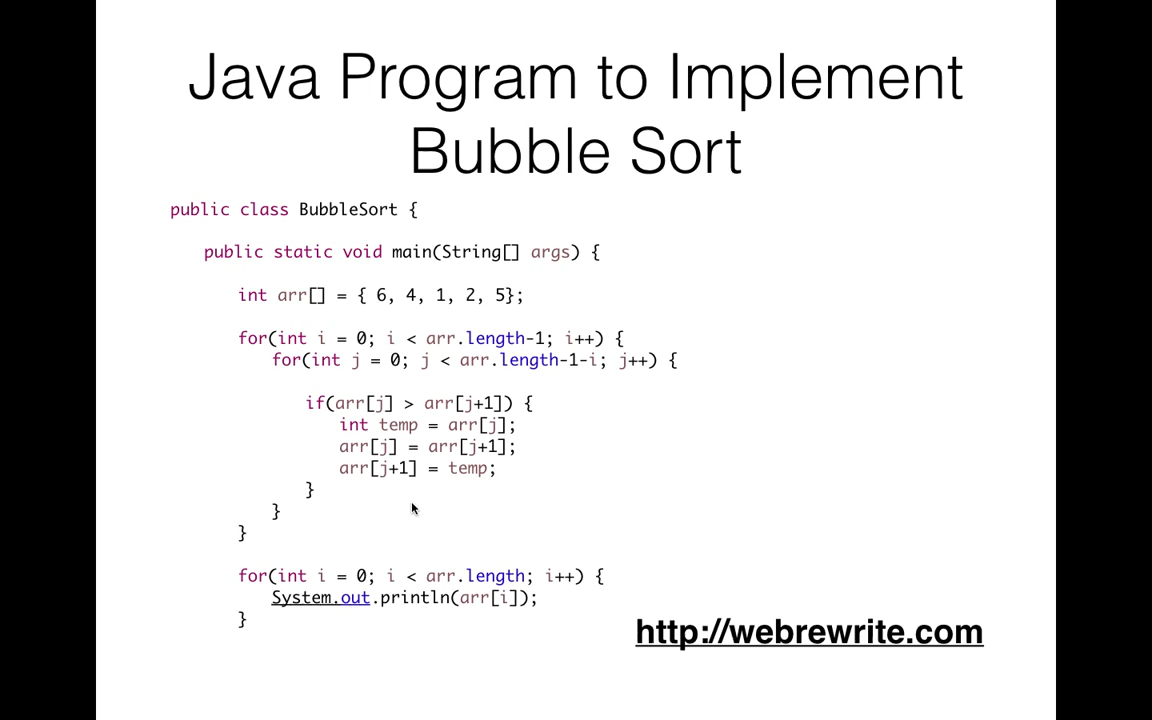 Java Program to Implement
Bubble Sort
public class BubbleSort {
public static void main(String[] args) {
int arr[] = { 6, 4, 1, 2, 5};
for(int i = 0; i < arr.length-1; i++) {
for(int j = 0; j < arr.length-1-i; j++) {
if(arr[j] > arr[j+1]) {
int temp = arr[j];
arr[j] = arr[j+1];
arr[j+1] = temp;
}
}
}
for(int i = 0; i < arr.length; i++) {
System.out.println(arr[i]);
}
http://webrewrite.com